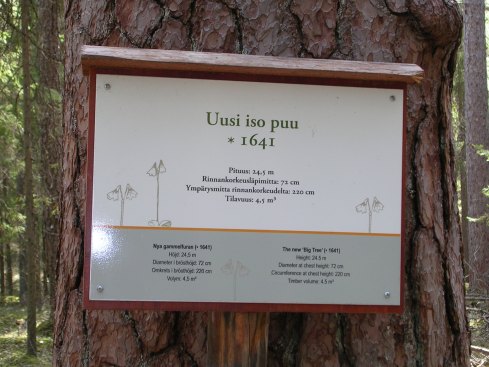 Uusi iso puu
* 1641
Pituus: 24,5 m
Rinnankorkeusläpimitta: 72 cm
Ympärysmitta rinnankorkeudelta: 220 cm
Tilavuus: 4,5 m³
Nya gammelfuran (* 1641)
Höjd: 24,5 m
Diameter i brösthöjd: 72 cm
Omkrets i brösthöjd: 220 cm
Volym: 4,5 m³
The new 'Big Tree' (* 1641)
Height: 24.5 m
Diameter at chest height: 72 cm
Circumference at chest height: 220 cm
Timber volume: 4,5 m³